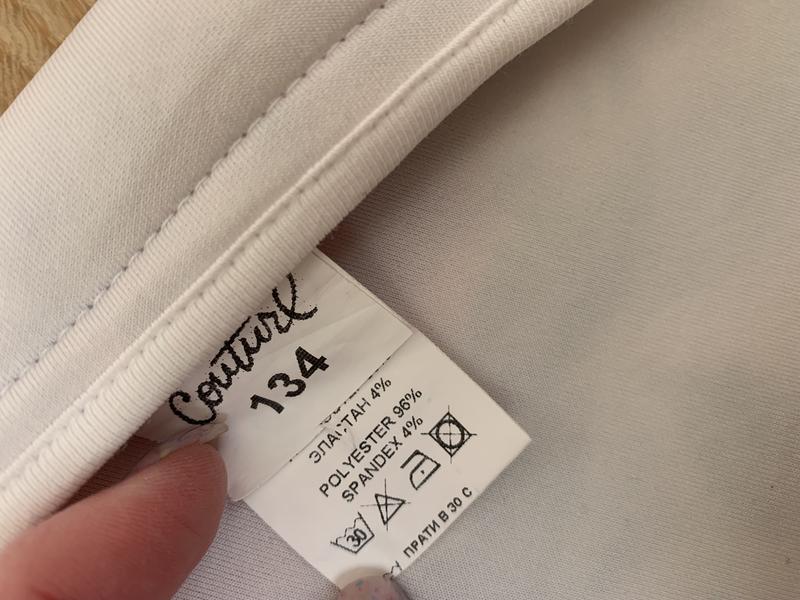 Couture
134
ЭЛАСТАН 4%
POLYESTER 96%
SPANDEX 4%
30
ПРАТИ В 30 С